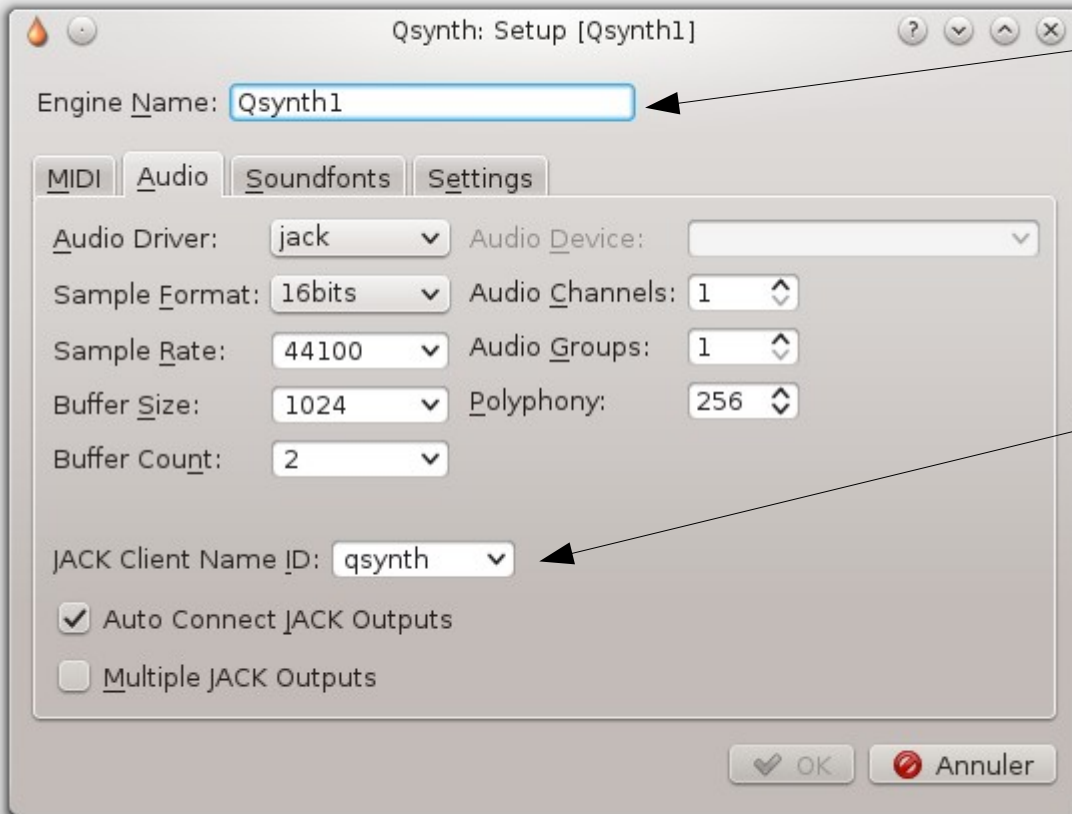 Qsynth: Setup [Qsynth1]
Engine Name: Qsynth1
MIDI Audio Soundfonts Settings
Audio Driver: jack Audio Device:
Sample Format: 16bits Audio Channels: 1
Sample Rate: 44100 Audio Groups: 1
Buffer Size: 1024 Polyphony: 256
Buffer Count: 2
JACK Client Name ID: qsynth
Auto Connect JACK Outputs
Multiple JACK Outputs
OK Annuler